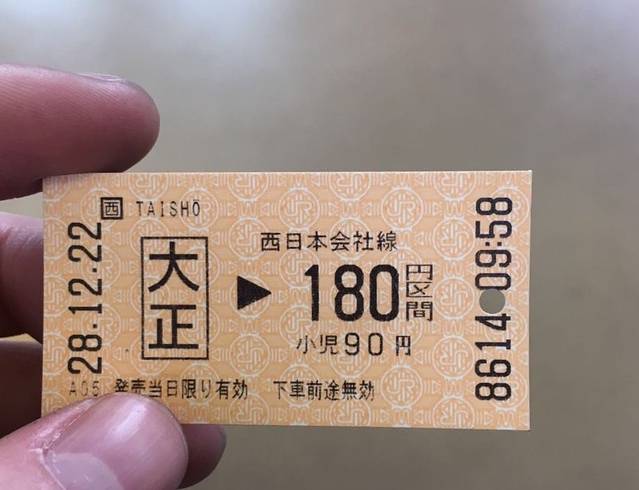 西 TAISHŌ
28.12.22
大正
▶
西日本会社線
180円区間
小児90円
A05 発売当日限り有効 下車前途無効
8614 09:58